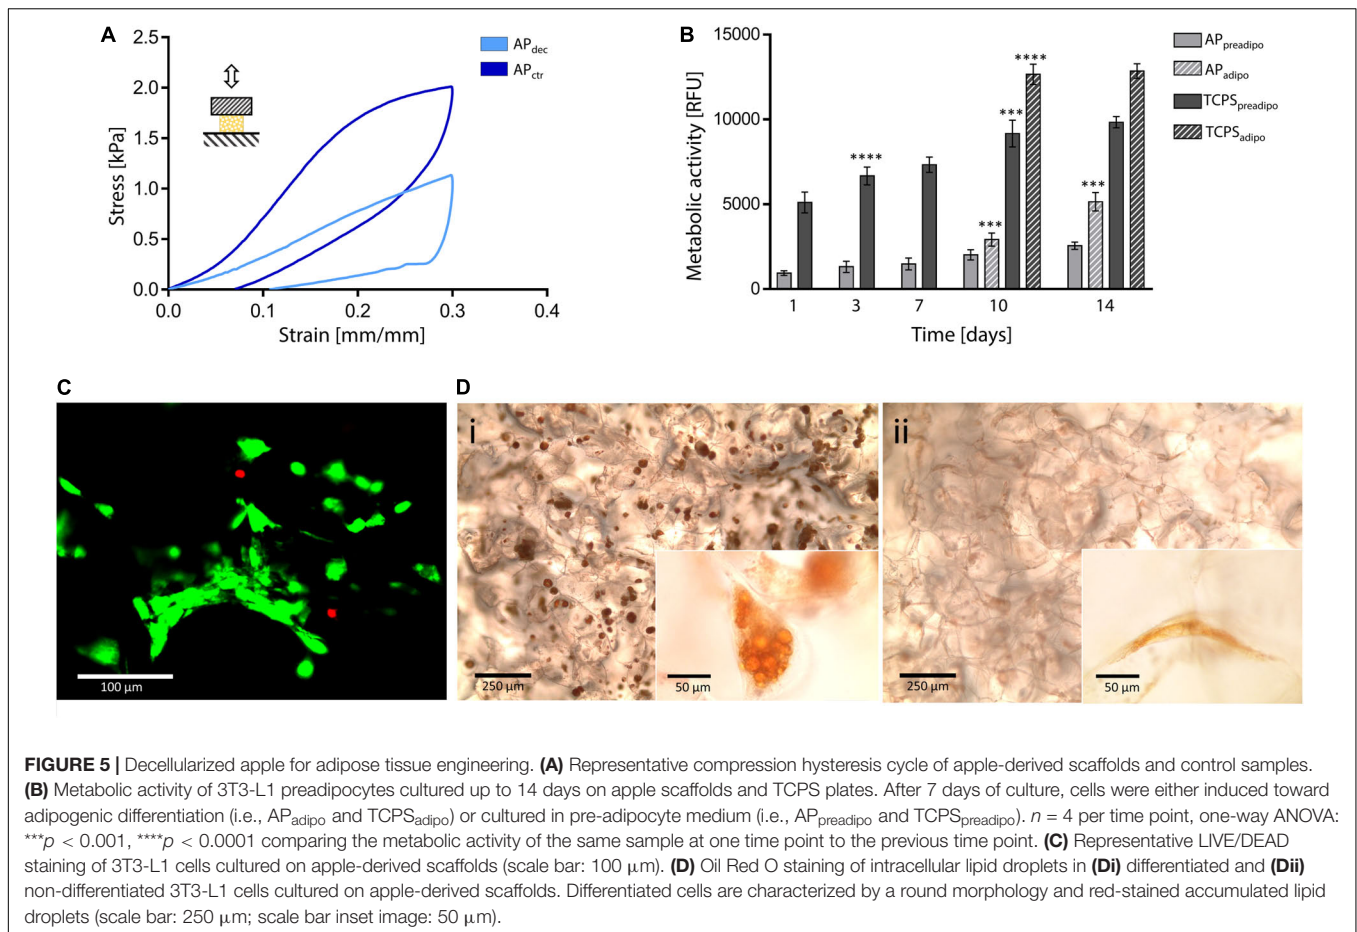 A
2.5
2.0
1.5
1.0
0.5
0.0
Stress [kPa]
0.0 0.1 0.2 0.3 0.4
Strain [mm/mm]
APdec
APctr
B
15000
10000
5000
0
Metabolic activity [RFU]
**** *** **** *** ***
1 3 7 10 14
Time [days]
APpreadipo
APadipo
TCPSpreadipo
TCPSadipo
C
100 µm
D
i
250 µm
50 µm
ii
250 µm
50 µm
FIGURE 5 | Decellularized apple for adipose tissue engineering. (A) Representative compression hysteresis cycle of apple-derived scaffolds and control samples.
(B) Metabolic activity of 3T3-L1 preadipocytes cultured up to 14 days on apple scaffolds and TCPS plates. After 7 days of culture, cells were either induced toward
adipogenic differentiation (i.e., APadipo and TCPSadipo) or cultured in pre-adipocyte medium (i.e., APpreadipo and TCPSpreadipo). n = 4 per time point, one-way ANOVA:
***p < 0.001, ****p < 0.0001 comparing the metabolic activity of the same sample at one time point to the previous time point. (C) Representative LIVE/DEAD
staining of 3T3-L1 cells cultured on apple-derived scaffolds (scale bar: 100 µm). (D) Oil Red O staining of intracellular lipid droplets in (Di) differentiated and (Dii)
non-differentiated 3T3-L1 cells cultured on apple-derived scaffolds. Differentiated cells are characterized by a round morphology and red-stained accumulated lipid
droplets (scale bar: 250 µm; scale bar inset image: 50 µm).